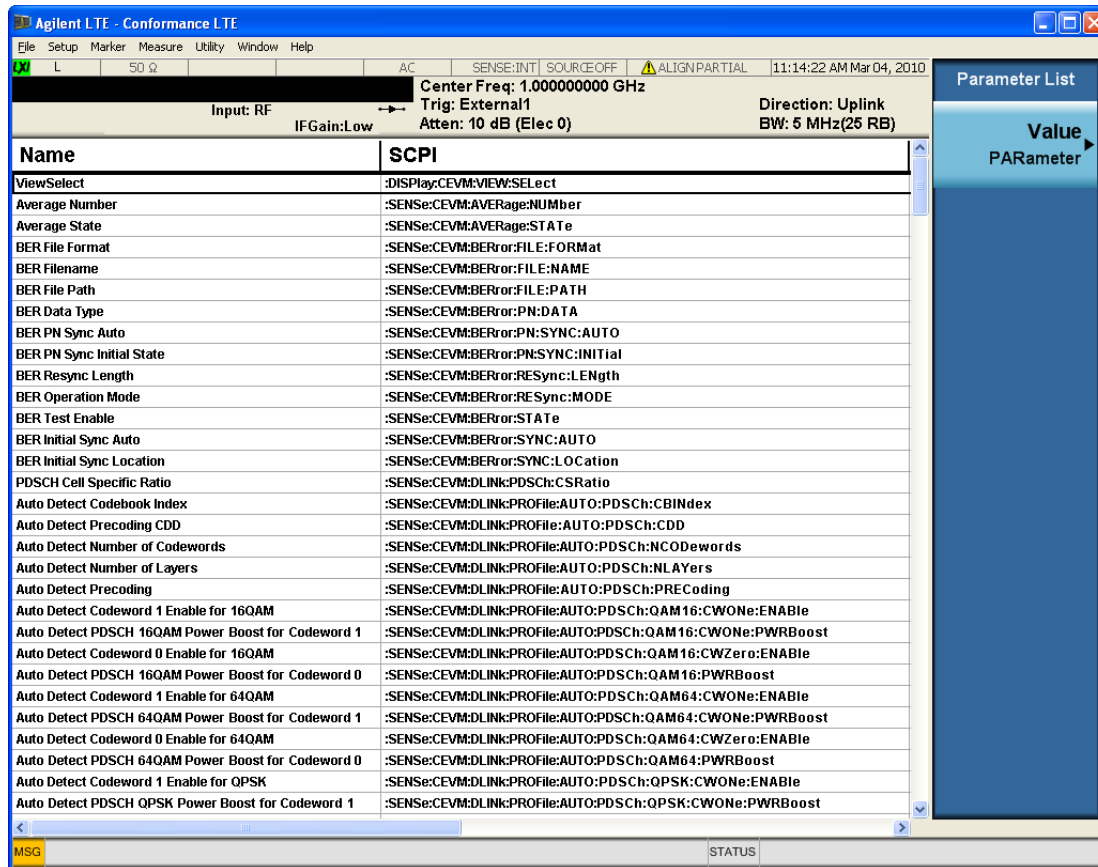 Agilent LTE - Conformance LTE
File Setup Marker Measure Utility Window Help
LXI L 50 Ω AC SENSE:INT SOURCE OFF ALIGN PARTIAL 11:14:22 AM Mar 04, 2010
Parameter List
Center Freq: 1.000000000 GHz
Input: RF Trig: External1 Direction: Uplink
IFGain:Low Atten: 10 dB (Elec 0) BW: 5 MHz(25 RB)
Value
PARameter
Name SCPI
ViewSelect :DISPlay:CEVM:VIEW:SELect
Average Number :SENSe:CEVM:AVERage:NUMber
Average State :SENSe:CEVM:AVERage:STATe
BER File Format :SENSe:CEVM:BERror:FILE:FORMat
BER Filename :SENSe:CEVM:BERror:FILE:NAME
BER File Path :SENSe:CEVM:BERror:FILE:PATH
BER Data Type :SENSe:CEVM:BERror:PN:DATA
BER PN Sync Auto :SENSe:CEVM:BERror:PN:SYNC:AUTO
BER PN Sync Initial State :SENSe:CEVM:BERror:PN:SYNC:INITial
BER Resync Length :SENSe:CEVM:BERror:RESync:LENgth
BER Operation Mode :SENSe:CEVM:BERror:RESync:MODE
BER Test Enable :SENSe:CEVM:BERror:STATe
BER Initial Sync Auto :SENSe:CEVM:BERror:SYNC:AUTO
BER Initial Sync Location :SENSe:CEVM:BERror:SYNC:LOCation
PDSCH Cell Specific Ratio :SENSe:CEVM:DLINk:PDSCh:CSRatio
Auto Detect Codebook Index :SENSe:CEVM:DLINk:PROFile:AUTO:PDSCh:CBINdex
Auto Detect Precoding CDD :SENSe:CEVM:DLINk:PROFile:AUTO:PDSCh:CDD
Auto Detect Number of Codewords :SENSe:CEVM:DLINk:PROFile:AUTO:PDSCh:NCODewords
Auto Detect Number of Layers :SENSe:CEVM:DLINk:PROFile:AUTO:PDSCh:NLAYers
Auto Detect Precoding :SENSe:CEVM:DLINk:PROFile:AUTO:PDSCh:PRECoding
Auto Detect Codeword 1 Enable for 16QAM :SENSe:CEVM:DLINk:PROFile:AUTO:PDSCh:QAM16:CWONe:ENABle
Auto Detect PDSCH 16QAM Power Boost for Codeword 1 :SENSe:CEVM:DLINk:PROFile:AUTO:PDSCh:QAM16:CWONe:PWRBoost
Auto Detect Codeword 0 Enable for 16QAM :SENSe:CEVM:DLINk:PROFile:AUTO:PDSCh:QAM16:CWZero:ENABle
Auto Detect PDSCH 16QAM Power Boost for Codeword 0 :SENSe:CEVM:DLINk:PROFile:AUTO:PDSCh:QAM16:PWRBoost
Auto Detect Codeword 1 Enable for 64QAM :SENSe:CEVM:DLINk:PROFile:AUTO:PDSCh:QAM64:CWONe:ENABle
Auto Detect PDSCH 64QAM Power Boost for Codeword 1 :SENSe:CEVM:DLINk:PROFile:AUTO:PDSCh:QAM64:CWONe:PWRBoost
Auto Detect Codeword 0 Enable for 64QAM :SENSe:CEVM:DLINk:PROFile:AUTO:PDSCh:QAM64:CWZero:ENABle
Auto Detect PDSCH 64QAM Power Boost for Codeword 0 :SENSe:CEVM:DLINk:PROFile:AUTO:PDSCh:QAM64:PWRBoost
Auto Detect Codeword 1 Enable for QPSK :SENSe:CEVM:DLINk:PROFile:AUTO:PDSCh:QPSK:CWONe:ENABle
Auto Detect PDSCH QPSK Power Boost for Codeword 1 :SENSe:CEVM:DLINk:PROFile:AUTO:PDSCh:QPSK:CWONe:PWRBoost
MSG STATUS